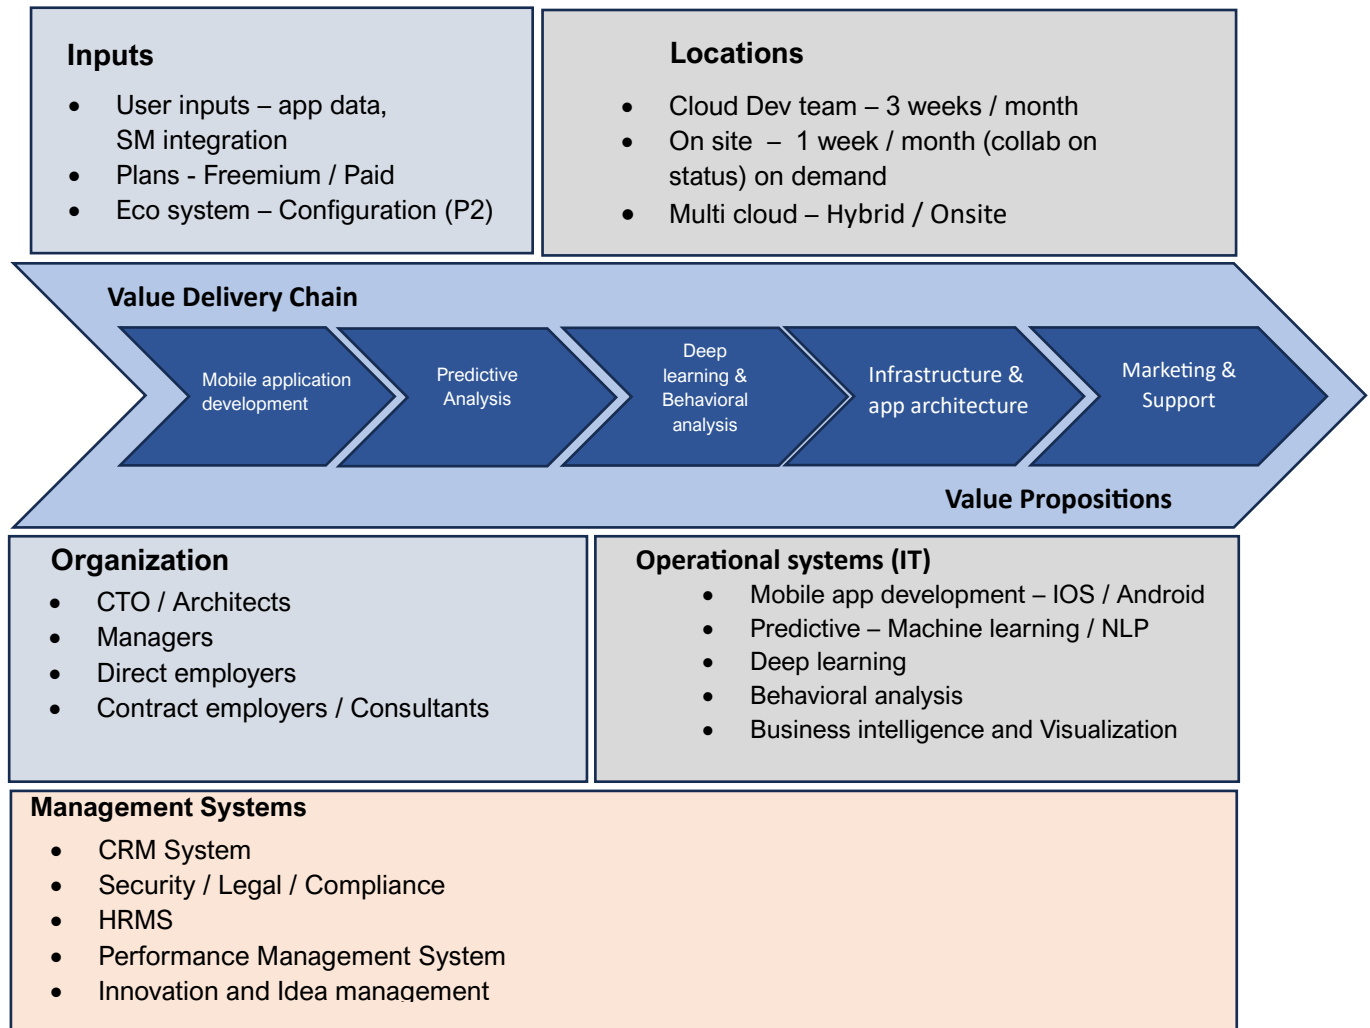 Inputs
• User inputs – app data,
SM integration
• Plans - Freemium / Paid
• Eco system – Configuration (P2)
Locations
• Cloud Dev team – 3 weeks / month
• On site – 1 week / month (collab on
status) on demand
• Multi cloud – Hybrid / Onsite
Value Delivery Chain
Mobile application
development
Predictive
Analysis
Deep
learning &
Behavioral
analysis
Infrastructure &
app architecture
Marketing &
Support
Value Propositions
Organization
• CTO / Architects
• Managers
• Direct employers
• Contract employers / Consultants
Operational systems (IT)
• Mobile app development – IOS / Android
• Predictive – Machine learning / NLP
• Deep learning
• Behavioral analysis
• Business intelligence and Visualization
Management Systems
• CRM System
• Security / Legal / Compliance
• HRMS
• Performance Management System
• Innovation and Idea management